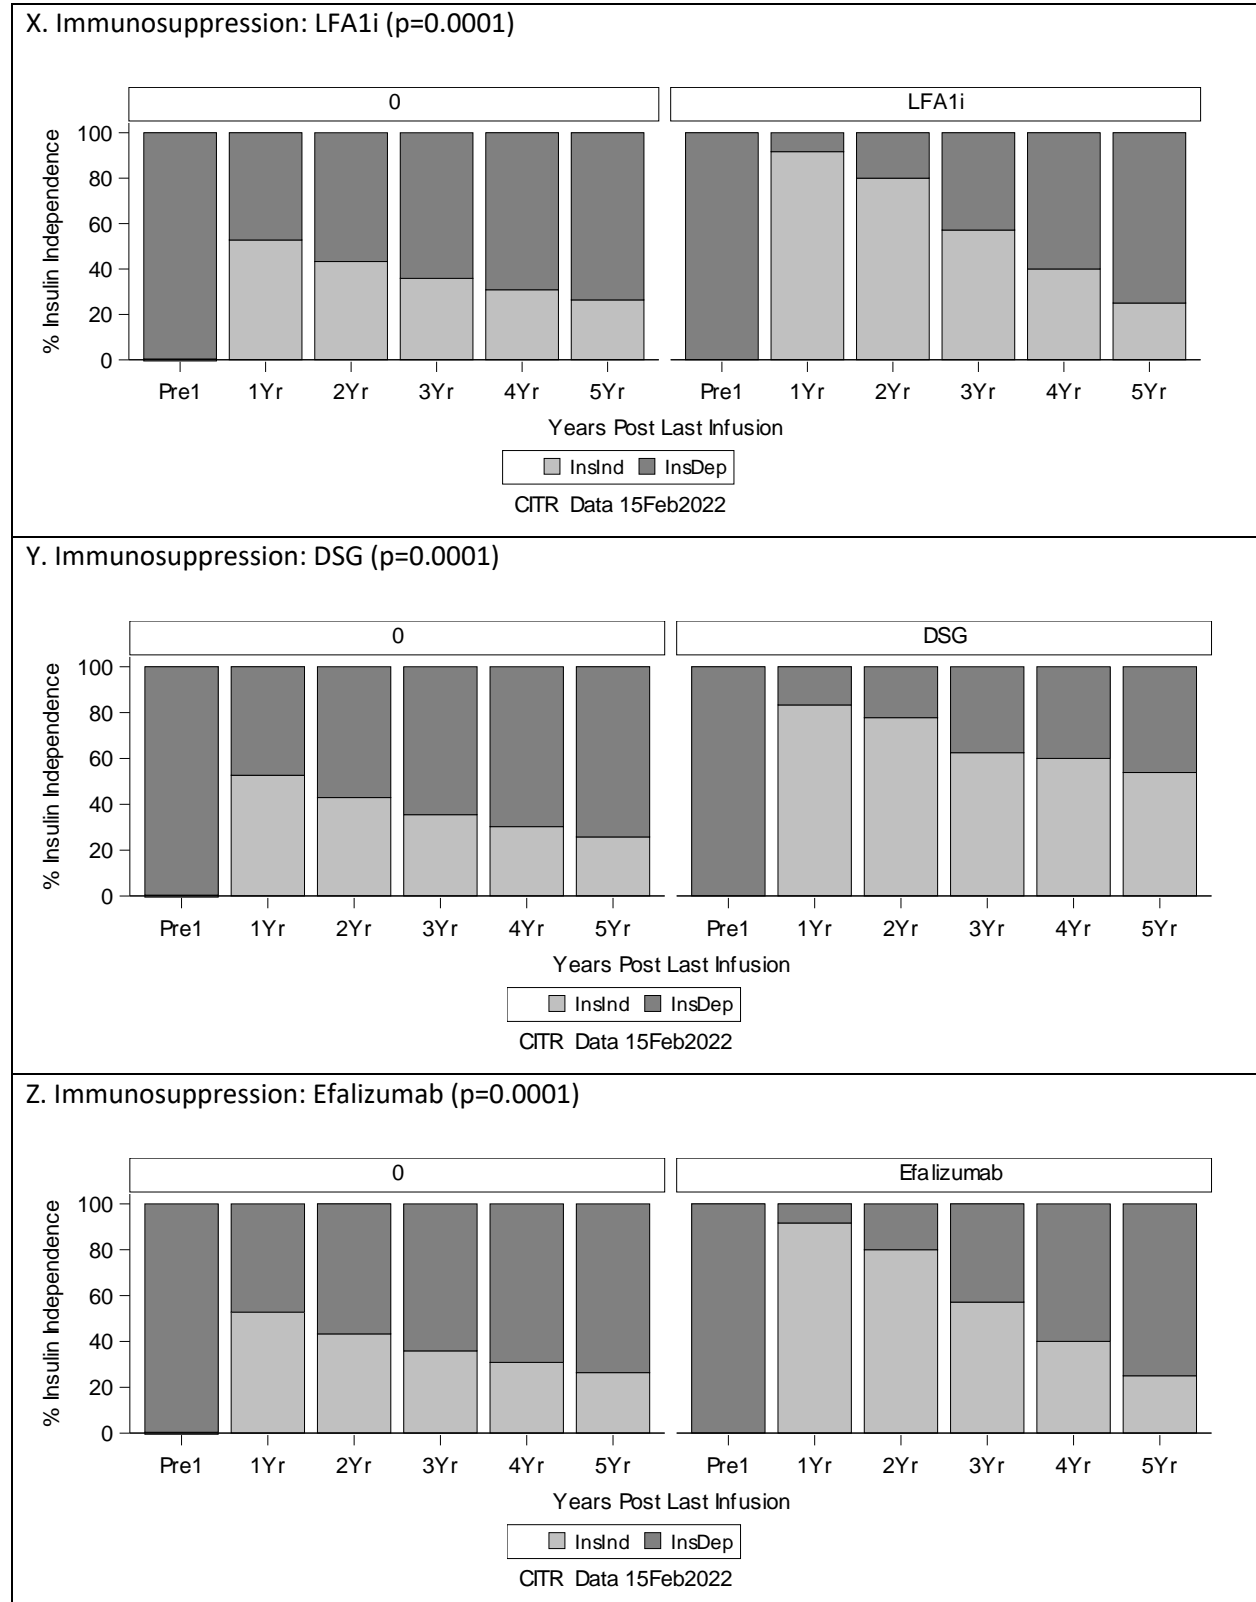 X. Immunosuppression: LFA1i (p=0.0001)
0 LFA1i
% Insulin Independence
100
80
60
40
20
0
Pre1 1Yr 2Yr 3Yr 4Yr 5Yr Pre1 1Yr 2Yr 3Yr 4Yr 5Yr
Years Post Last Infusion
InsInd InsDep
CITR Data 15Feb2022
Y. Immunosuppression: DSG (p=0.0001)
0 DSG
% Insulin Independence
100
80
60
40
20
0
Pre1 1Yr 2Yr 3Yr 4Yr 5Yr Pre1 1Yr 2Yr 3Yr 4Yr 5Yr
Years Post Last Infusion
InsInd InsDep
CITR Data 15Feb2022
Z. Immunosuppression: Efalizumab (p=0.0001)
0 Efalizumab
% Insulin Independence
100
80
60
40
20
0
Pre1 1Yr 2Yr 3Yr 4Yr 5Yr Pre1 1Yr 2Yr 3Yr 4Yr 5Yr
Years Post Last Infusion
InsInd InsDep
CITR Data 15Feb2022